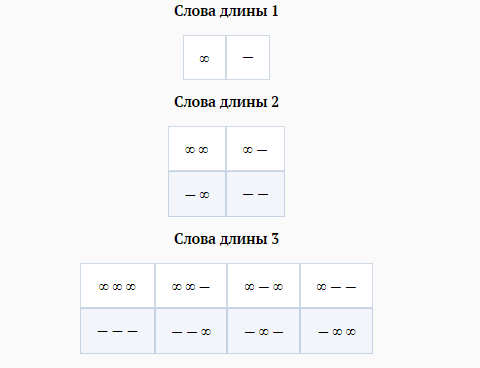 Слова длины 1
∞ −
Слова длины 2
∞ ∞ ∞ −
− ∞ − −
Слова длины 3
∞ ∞ ∞ ∞ ∞ − ∞ − ∞ ∞ − −
− − − − − ∞ − ∞ − − ∞ ∞